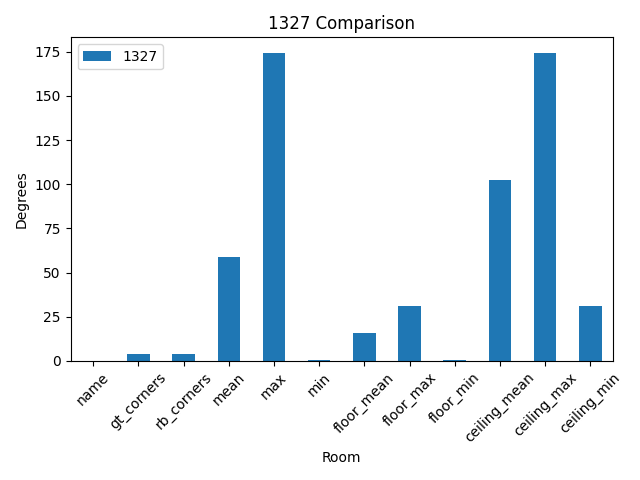 1327 Comparison
1327
175
150
125
100
75
50
25
0
Degrees
name
gt_corners
rb_corners
mean
max
min
floor_mean
floor_max
floor_min
ceiling_mean
ceiling_max
ceiling_min
Room